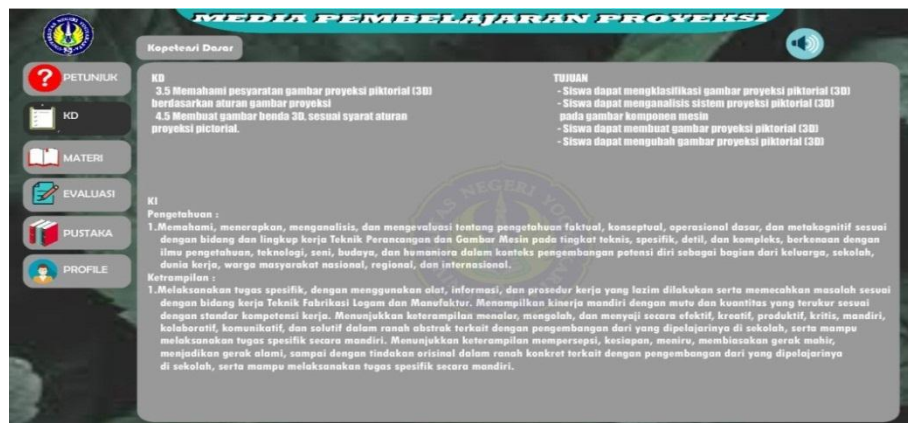 MEDIA PEMBELAJARAN PROYEKSI
Kopetensi Dasar
PETUNJUK
KD
MATERI
EVALUASI
PUSTAKA
PROFILE
KD
3.5 Memahami pesyaratan gambar proyeksi piktorial (3D)
berdasarkan aturan gambar proyeksi
4.5 Membuat gambar benda 3D, sesuai syarat aturan
proyeksi pictorial.
TUJUAN
- Siswa dapat mengklasifikasi gambar proyeksi piktorial (3D)
- Siswa dapat menganalisis sistem proyeksi piktorial (3D)
pada gambar komponen mesin
- Siswa dapat membuat gambar proyeksi piktorial (3D)
- Siswa dapat mengubah gambar proyeksi piktorial (3D)
KI
Pengetahuan :
1.Memahami, menerapkan, menganalisis, dan mengevaluasi tentang pengetahuan faktual, konseptual, operasional dasar, dan metakognitif sesuai
dengan bidang dan lingkup kerja Teknik Perancangan dan Gambar Mesin pada tingkat teknis, spesifik, detil, dan kompleks, berkenaan dengan
ilmu pengetahuan, teknologi, seni, budaya, dan humaniora dalam konteks pengembangan potensi diri sebagai bagian dari keluarga, sekolah,
dunia kerja, warga masyarakat nasional, regional, dan internasional.
Ketrampilan :
1.Melaksanakan tugas spesifik, dengan menggunakan alat, informasi, dan prosedur kerja yang lazim dilakukan serta memecahkan masalah sesuai
dengan bidang kerja Teknik Fabrikasi Logam dan Manufaktur. Menampilkan kinerja mandiri dengan mutu dan kuantitas yang terukur sesuai
dengan standar kompetensi kerja. Menunjukkan keterampilan menalar, mengolah, dan menyaji secara efektif, kreatif, produktif, kritis, mandiri,
kolaboratif, komunikatif, dan solutif dalam ranah abstrak terkait dengan pengembangan dari yang dipelajarinya di sekolah, serta mampu
melaksanakan tugas spesifik secara mandiri. Menunjukkan keterampilan mempersepsi, kesiapan, meniru, membiasakan gerak mahir,
menjadikan gerak alami, sampai dengan tindakan orisinal dalam ranah konkret terkait dengan pengembangan dari yang dipelajarinya
di sekolah, serta mampu melaksanakan tugas spesifik secara mandiri.